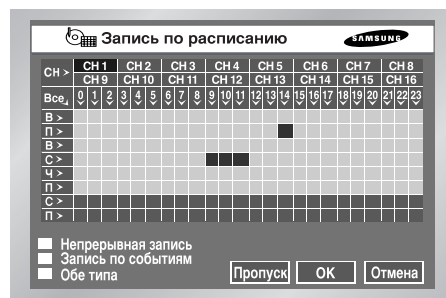 Запись по расписанию
SAMSUNG
CH > CH 1 CH 2 CH 3 CH 4 CH 5 CH 6 CH 7 CH 8
CH 9 CH 10 CH 11 CH 12 CH 13 CH 14 CH 15 CH 16
Все 0 1 2 3 4 5 6 7 8 9 10 11 12 13 14 15 16 17 18 19 20 21 22 23
В >
П >
В >
С >
Ч >
П >
С >
П >
Непрерывная запись
Запись по событиям
Обе типа
Пропуск OK Отмена